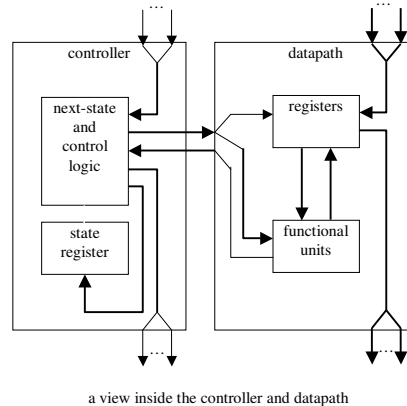 ... ...
controller datapath
next-state
and
control
logic
registers
state
register
functional
units
... ...
a view inside the controller and datapath